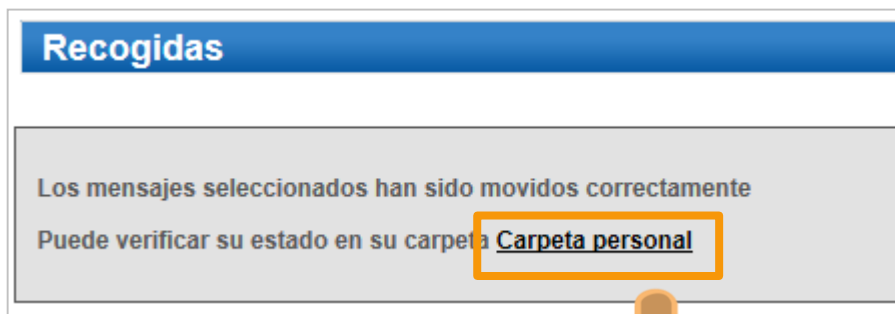 Recogidas
Los mensajes seleccionados han sido movidos correctamente
Puede verificar su estado en su carpeta Carpeta personal